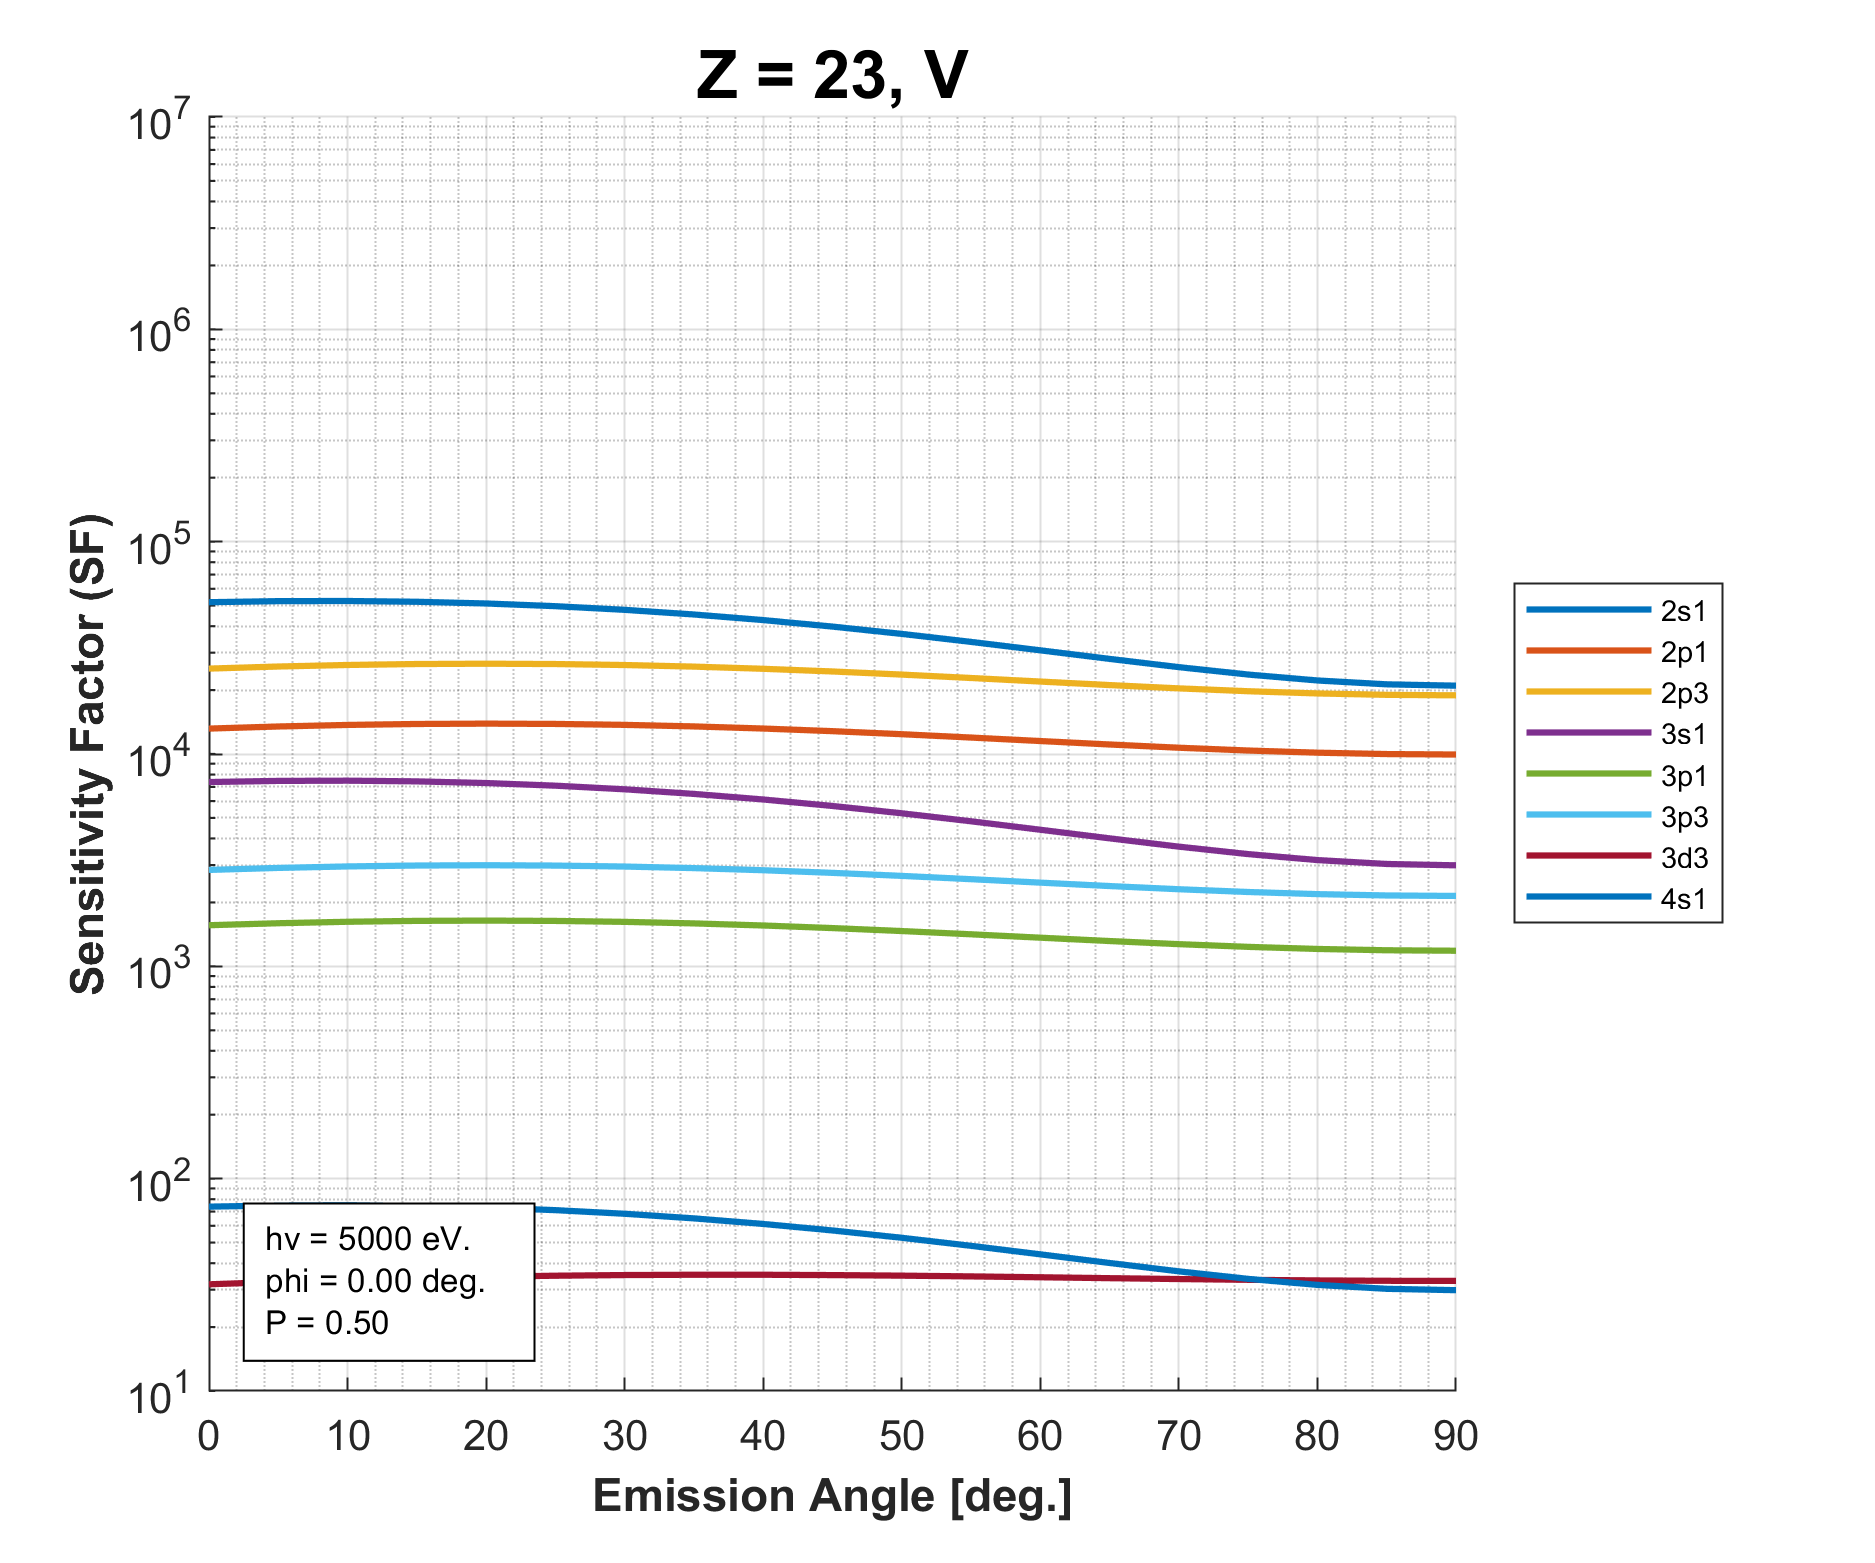 Z = 23, V
Sensitivity Factor (SF)
10^7
10^6
10^5
10^4
10^3
10^2
10^1
2s1
2p1
2p3
3s1
3p1
3p3
3d3
4s1
hv = 5000 eV.
phi = 0.00 deg.
P = 0.50
0 10 20 30 40 50 60 70 80 90
Emission Angle [deg.]